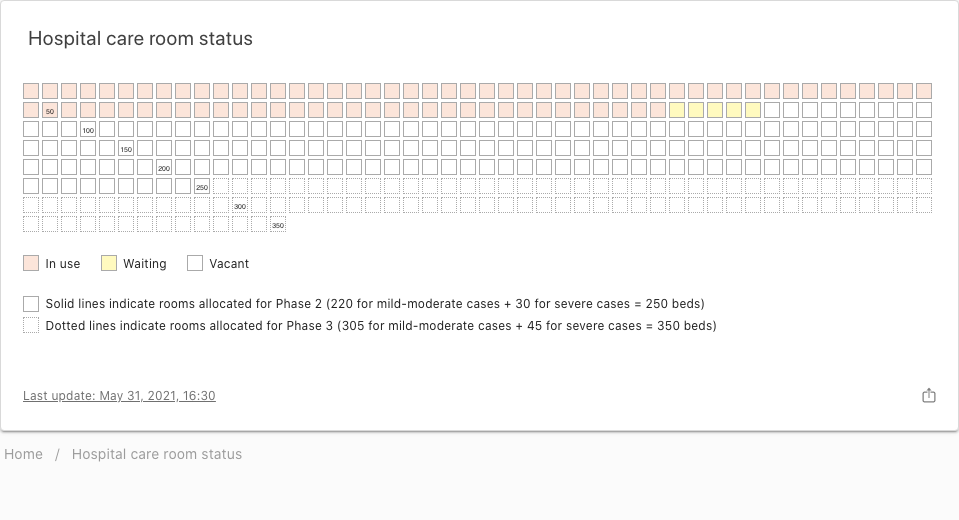 Hospital care room status
50
100
150
200
250
300
350
In use
Waiting
Vacant
Solid lines indicate rooms allocated for Phase 2 (220 for mild-moderate cases + 30 for severe cases = 250 beds)
Dotted lines indicate rooms allocated for Phase 3 (305 for mild-moderate cases + 45 for severe cases = 350 beds)
Last update: May 31, 2021, 16:30
Home / Hospital care room status